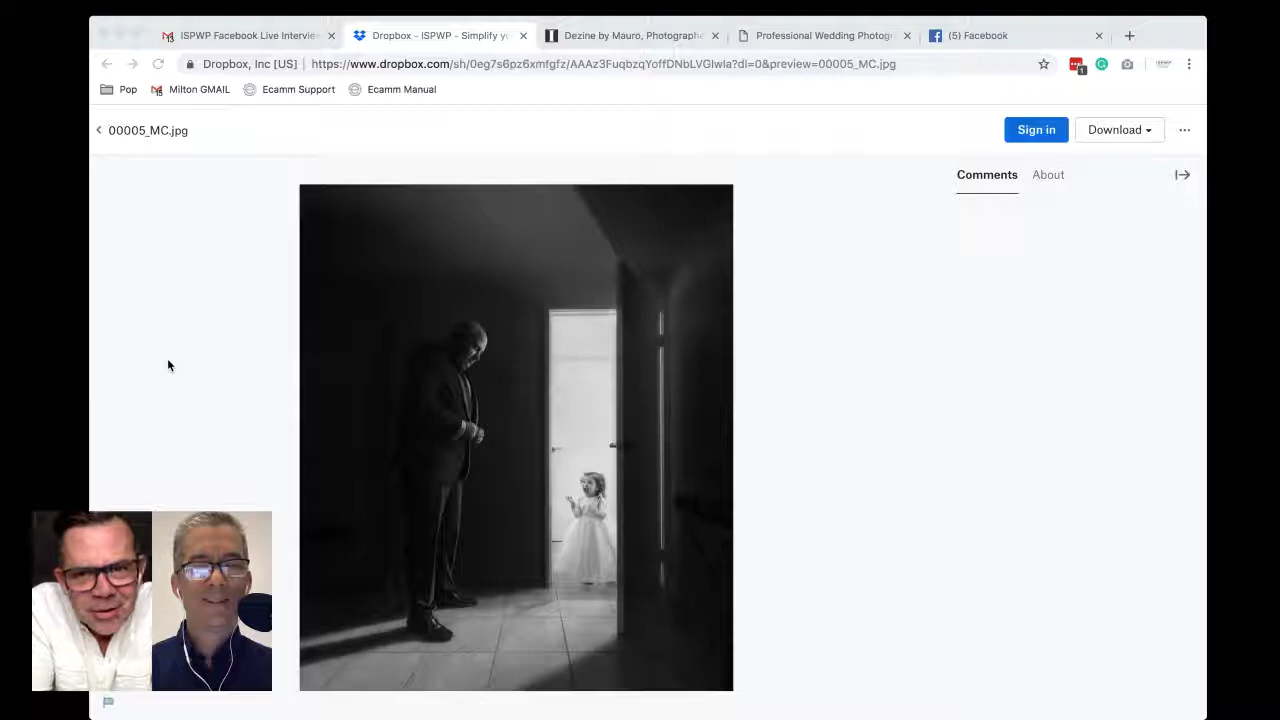 ISPWP Facebook Live Intervie
Dropbox - ISPWP - Simplify yo
Dezine by Mauro, Photographe
Professional Wedding Photog
(5) Facebook
Dropbox, Inc [US] | https://www.dropbox.com/sh/0eg7s6pz6xmfgfz/AAAz3FuqbzqYoffDNbLVGIwIa?dl=0&preview=00005_MC.jpg
1
Pop
Milton GMAIL
Ecamm Support
Ecamm Manual
00005_MC.jpg
Sign in
Download
Comments
About